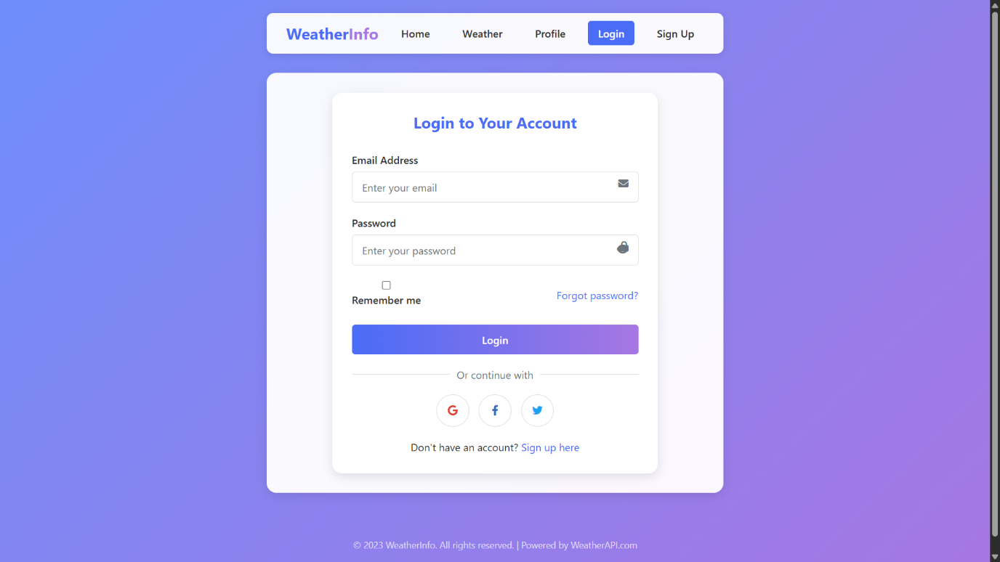 WeatherInfo Home Weather Profile Login Sign Up
Login to Your Account
Email Address
Enter your email
Password
Enter your password
Remember me
Forgot password?
Login
Or continue with
G f
Don't have an account? Sign up here
© 2023 WeatherInfo. All rights reserved. | Powered by WeatherAPI.com